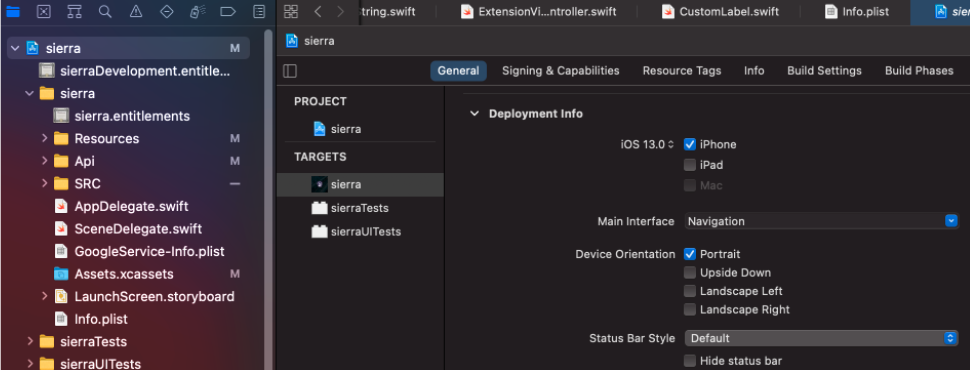 sierra M
sierraDevelopment.entitle...
sierra
sierra.entitlements
Resources M
Api M
SRC
AppDelegate.swift
SceneDelegate.swift
GoogleService-Info.plist
Assets.xcassets M
LaunchScreen.storyboard
Info.plist
sierraTests
sierraUITests
tring.swift ExtensionVi...ntroller.swift CustomLabel.swift Info.plist sier
sierra
General Signing & Capabilities Resource Tags Info Build Settings Build Phases
PROJECT
sierra
TARGETS
sierra
sierraTests
sierraUITests
Deployment Info
iOS 13.0 iPhone
iPad
Mac
Main Interface Navigation
Device Orientation Portrait
Upside Down
Landscape Left
Landscape Right
Status Bar Style Default
Hide status bar